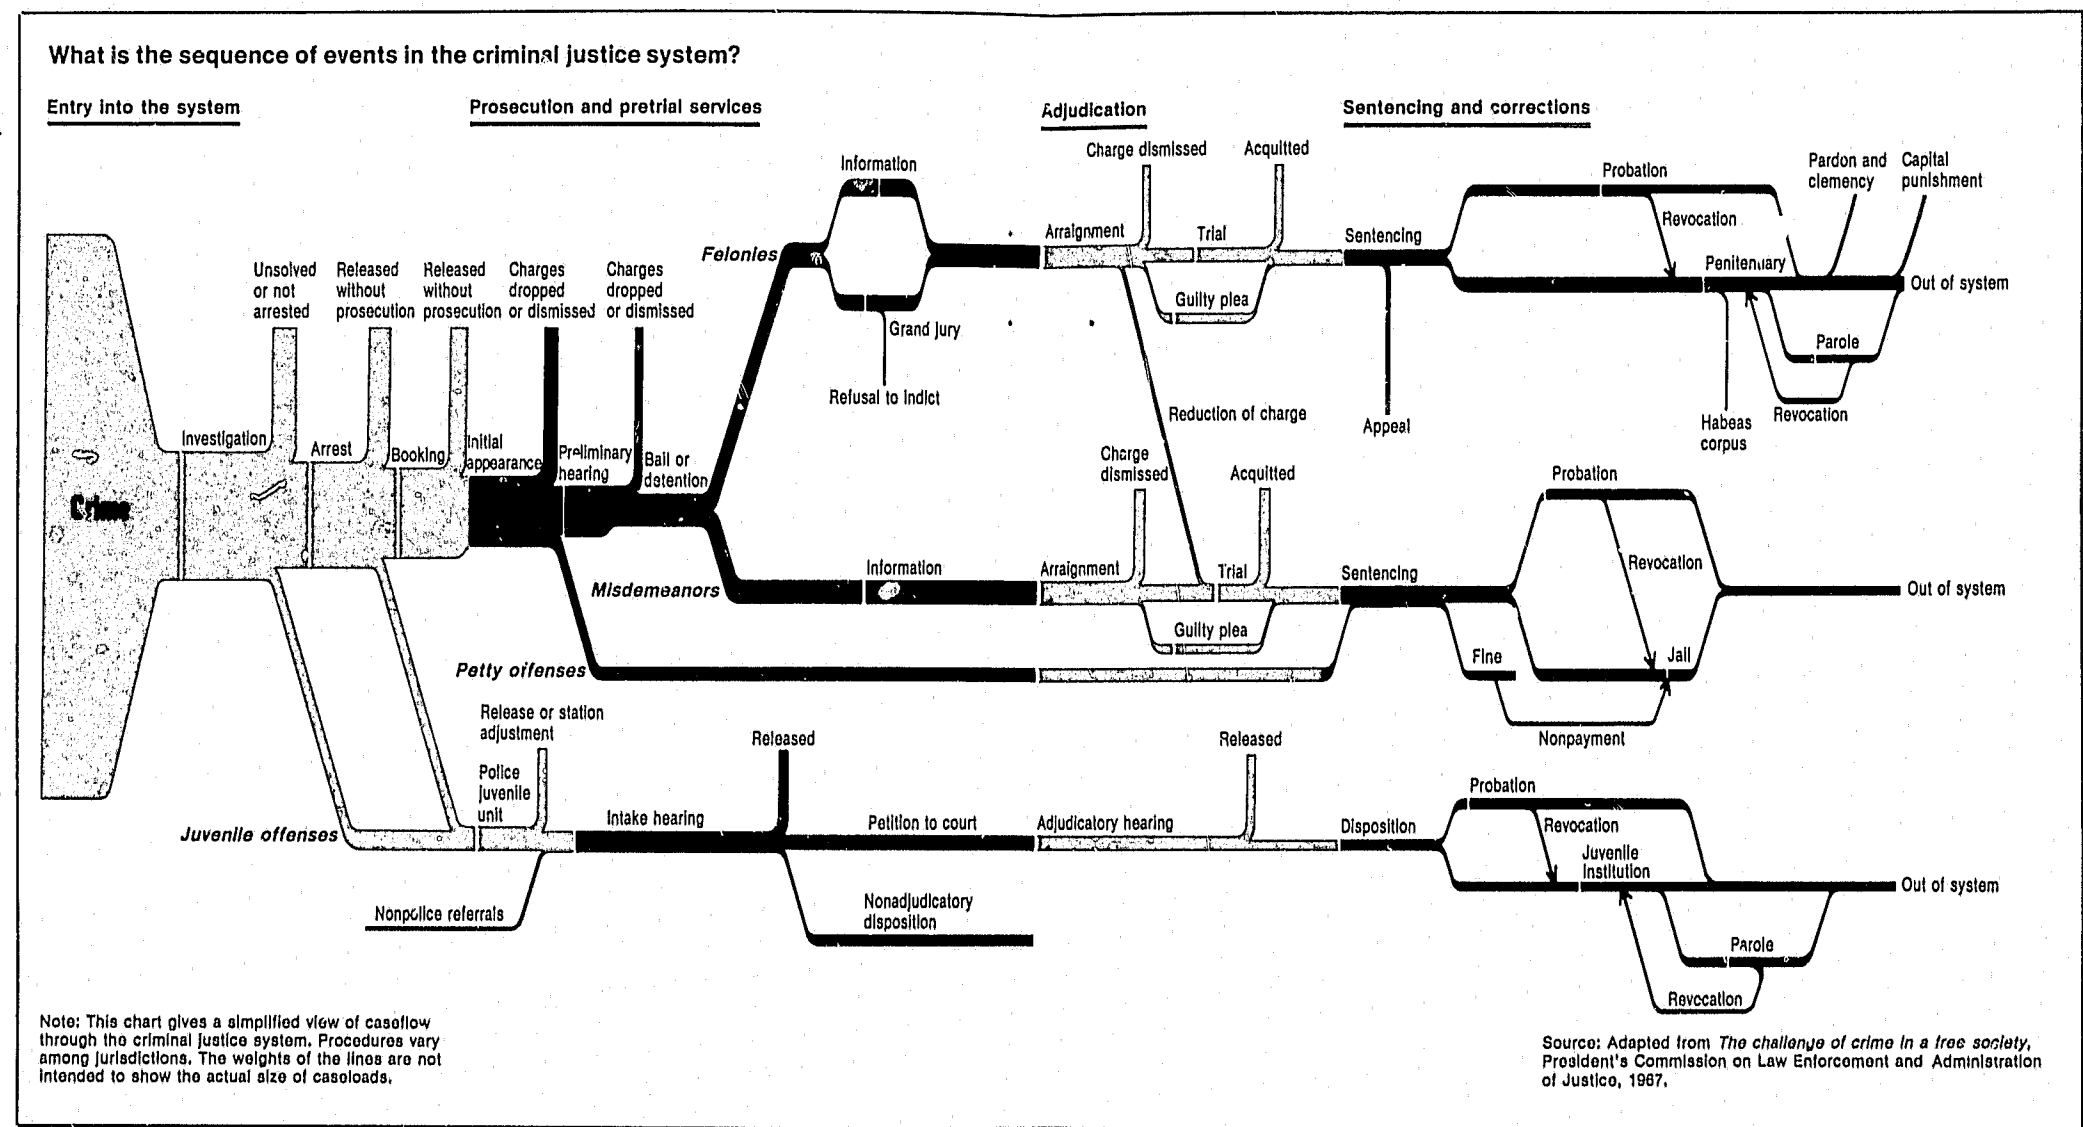 What is the sequence of events in the criminal justice system?
Entry into the system
Prosecution and pretrial services
Adjudication
Sentencing and corrections
Crime
Investigation
Unsolved
or not
arrested
Arrest
Released
without
prosecution
Booking
Released
without
prosecution
Initial
appearance
Charges
dropped
or dismissed
Preliminary
hearing
Charges
dropped
or dismissed
Bail or
detention
Felonies
Information
Grand jury
Refusal to indict
Arraignment
Charge dismissed
Trial
Acquitted
Guilty plea
Reduction of charge
Sentencing
Appeal
Probation
Revocation
Penitentiary
Pardon and
clemency
Capital
punishment
Out of system
Habeas
corpus
Parole
Revocation
Misdemeanors
Information
Arraignment
Charge
dismissed
Trial
Acquitted
Guilty plea
Sentencing
Probation
Revocation
Fine
Jail
Nonpayment
Out of system
Petty offenses
Juvenile offenses
Release or station
adjustment
Police
juvenile
unit
Nonpolice referrals
Intake hearing
Released
Petition to court
Nonadjudicatory
disposition
Adjudicatory hearing
Released
Disposition
Probation
Revocation
Juvenile
institution
Out of system
Parole
Revocation
Note: This chart gives a simplified view of caseflow
through the criminal justice system. Procedures vary
among jurisdictions. The weights of the lines are not
intended to show the actual size of caseloads.
Source: Adapted from The challenge of crime in a free society,
President's Commission on Law Enforcement and Administration
of Justice, 1967.